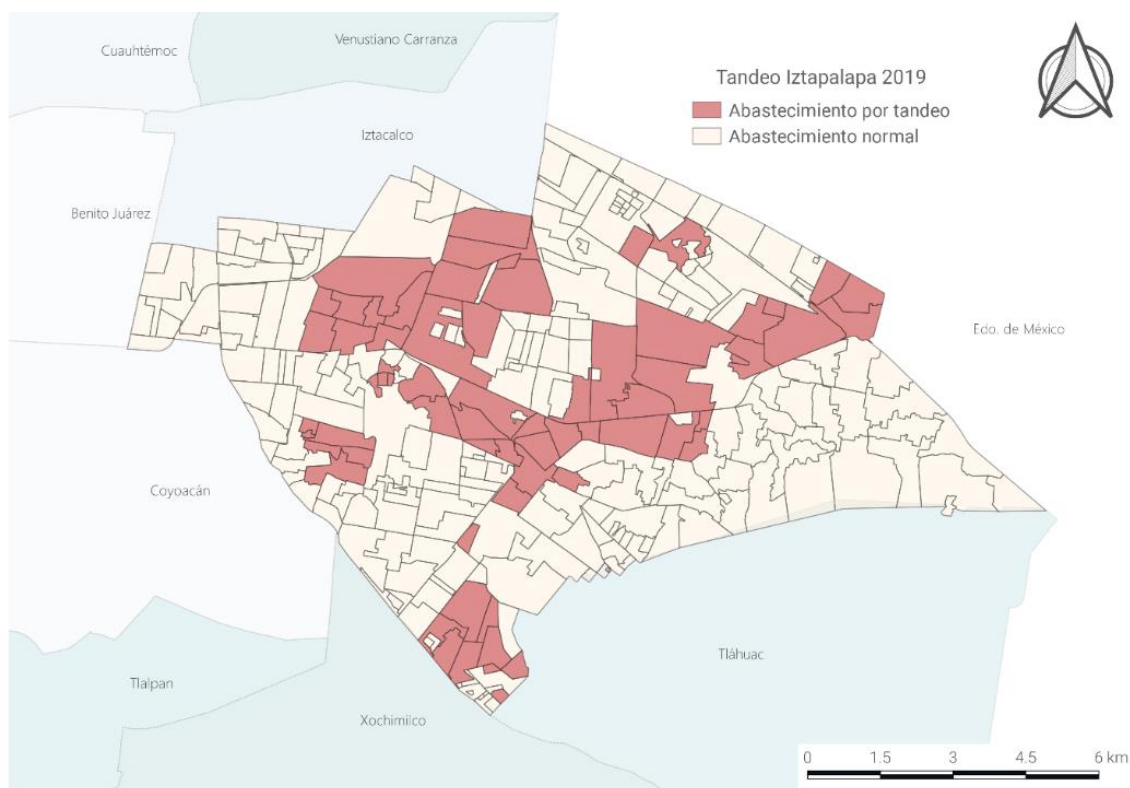 Cuauhtémoc
Venustiano Carranza
Tandeo Iztapalapa 2019
Abastecimiento por tandeo
Abastecimiento normal
Iztacalco
Benito Juárez
Edo. de México
Coyoacán
Tláhuac
Tlalpan
Xochimilco
0 1.5 3 4.5 6 km